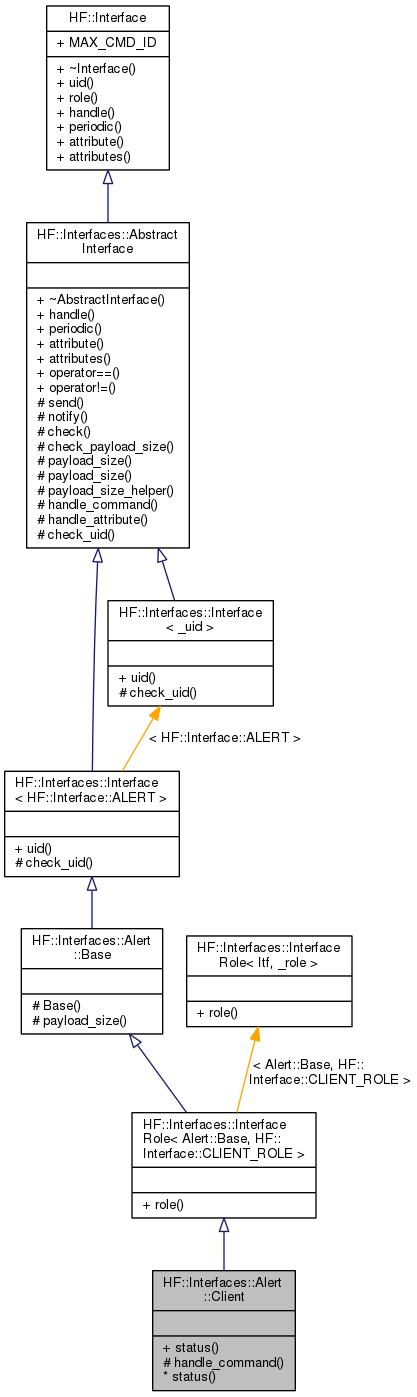 HF::Interface
+ MAX_CMD_ID
+ ~Interface()
+ uid()
+ role()
+ handle()
+ periodic()
+ attribute()
+ attributes()
HF::Interfaces::Abstract
Interface
+ ~AbstractInterface()
+ handle()
+ periodic()
+ attribute()
+ attributes()
+ operator==()
+ operator!=()
# send()
# notify()
# check()
# check_payload_size()
# payload_size()
# payload_size()
# payload_size_helper()
# handle_command()
# handle_attribute()
# check_uid()
HF::Interfaces::Interface
< _uid >
+ uid()
# check_uid()
< HF::Interface::ALERT >
HF::Interfaces::Interface
< HF::Interface::ALERT >
+ uid()
# check_uid()
HF::Interfaces::Alert
::Base
# Base()
# payload_size()
HF::Interfaces::Interface
Role< Itf, _role >
+ role()
< Alert::Base, HF::
Interface::CLIENT_ROLE >
HF::Interfaces::Interface
Role< Alert::Base, HF::
Interface::CLIENT_ROLE >
+ role()
HF::Interfaces::Alert
::Client
+ status()
# handle_command()
* status()